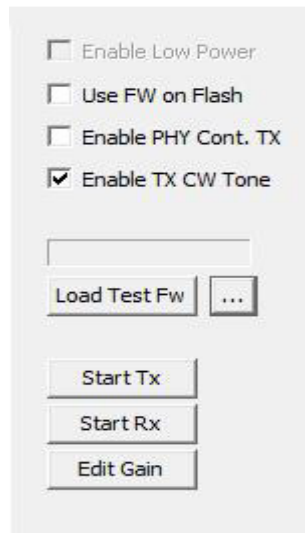 Enable Low Power
Use FW on Flash
Enable PHY Cont. TX
Enable TX CW Tone
Load Test Fw ...
Start Tx
Start Rx
Edit Gain